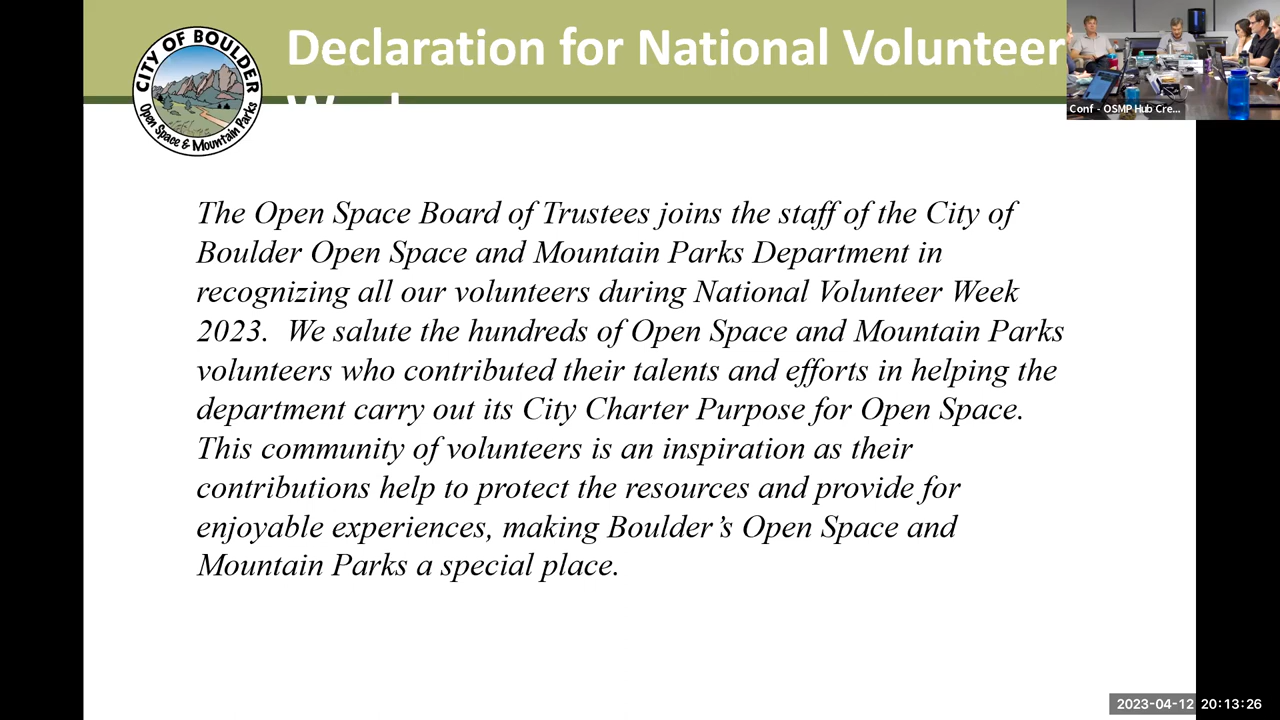 Declaration for National Volunteer
CITY OF BOULDER
Open Space & Mountain Parks
Conf - OSMP Hub Cre...
The Open Space Board of Trustees joins the staff of the City of
Boulder Open Space and Mountain Parks Department in
recognizing all our volunteers during National Volunteer Week
2023.  We salute the hundreds of Open Space and Mountain Parks
volunteers who contributed their talents and efforts in helping the
department carry out its City Charter Purpose for Open Space.
This community of volunteers is an inspiration as their
contributions help to protect the resources and provide for
enjoyable experiences, making Boulder’s Open Space and
Mountain Parks a special place.
2023-04-12 20:13:26